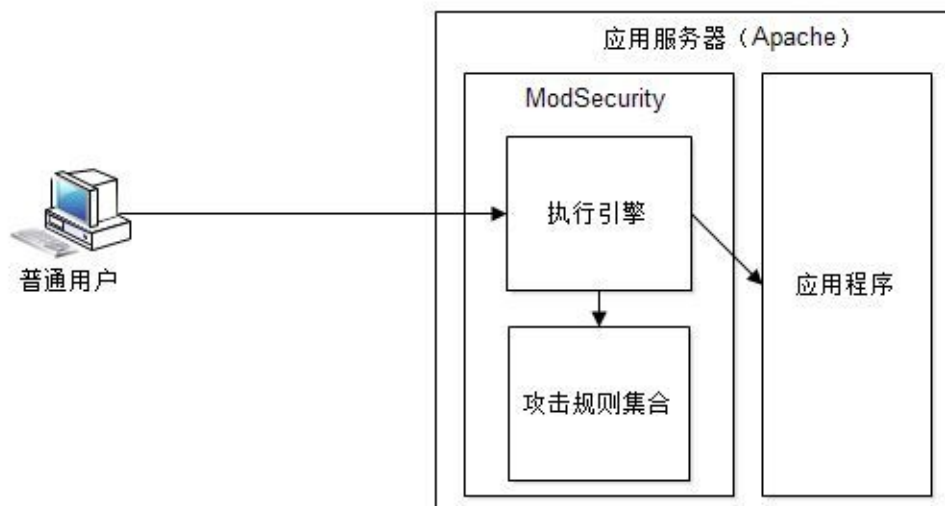 应用服务器（Apache）
ModSecurity
执行引擎
普通用户
应用程序
攻击规则集合